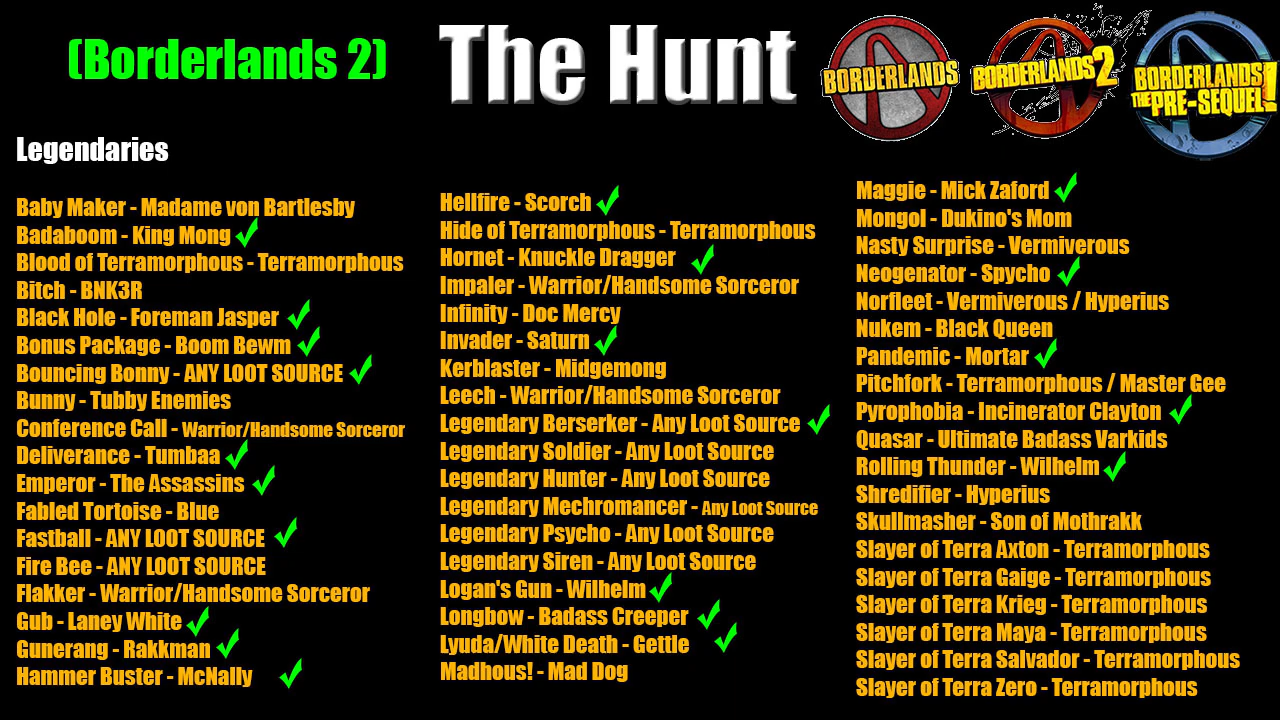 (Borderlands 2)
The Hunt
BORDERLANDS
BORDERLANDS 2
BORDERLANDS
THE PRE-SEQUEL!
Legendaries
Baby Maker - Madame von Bartlesby
Badaboom - King Mong
Blood of Terramorphous - Terramorphous
Bitch - BNK3R
Black Hole - Foreman Jasper
Bonus Package - Boom Bewm
Bouncing Bonny - ANY LOOT SOURCE
Bunny - Tubby Enemies
Conference Call - Warrior/Handsome Sorceror
Deliverance - Tumbaa
Emperor - The Assassins
Fabled Tortoise - Blue
Fastball - ANY LOOT SOURCE
Fire Bee - ANY LOOT SOURCE
Flakker - Warrior/Handsome Sorceror
Gub - Laney White
Gunerang - Rakkman
Hammer Buster - McNally
Hellfire - Scorch
Hide of Terramorphous - Terramorphous
Hornet - Knuckle Dragger
Impaler - Warrior/Handsome Sorceror
Infinity - Doc Mercy
Invader - Saturn
Kerblaster - Midgemong
Leech - Warrior/Handsome Sorceror
Legendary Berserker - Any Loot Source
Legendary Soldier - Any Loot Source
Legendary Hunter - Any Loot Source
Legendary Mechromancer - Any Loot Source
Legendary Psycho - Any Loot Source
Legendary Siren - Any Loot Source
Logan's Gun - Wilhelm
Longbow - Badass Creeper
Lyuda/White Death - Gettle
Madhous! - Mad Dog
Maggie - Mick Zaford
Mongol - Dukino's Mom
Nasty Surprise - Vermiverous
Neogenator - Spycho
Norfleet - Vermiverous / Hyperius
Nukem - Black Queen
Pandemic - Mortar
Pitchfork - Terramorphous / Master Gee
Pyrophobia - Incinerator Clayton
Quasar - Ultimate Badass Varkids
Rolling Thunder - Wilhelm
Shredifier - Hyperius
Skullmasher - Son of Mothrakk
Slayer of Terra Axton - Terramorphous
Slayer of Terra Gaige - Terramorphous
Slayer of Terra Krieg - Terramorphous
Slayer of Terra Maya - Terramorphous
Slayer of Terra Salvador - Terramorphous
Slayer of Terra Zero - Terramorphous